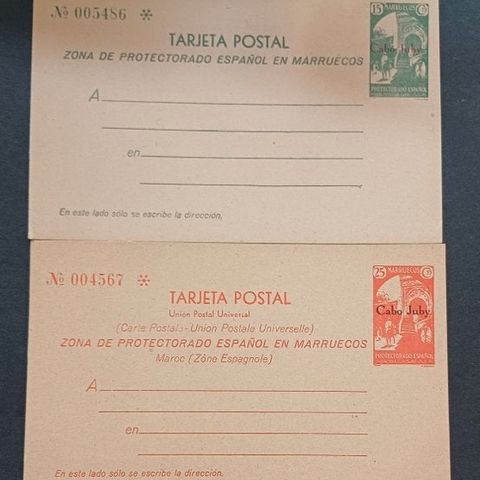 № 005486 *
15 MARRUECOS Cs
Cabo Juby
PROTECTORADO ESPAÑOL
TARJETA POSTAL
ZONA DE PROTECTORADO ESPAÑOL EN MARRUECOS
A
en
En este lado sólo se escribe la dirección.
№ 004567 *
25 MARRUECOS Cs
Cabo Juby
PROTECTORADO ESPAÑOL
TARJETA POSTAL
Unión Postal Universal
(Carte Postale-Union Postale Universelle)
ZONA DE PROTECTORADO ESPAÑOL EN MARRUECOS
Maroc (Zône Espagnole)
A
en
En este lado sólo se escribe la dirección.